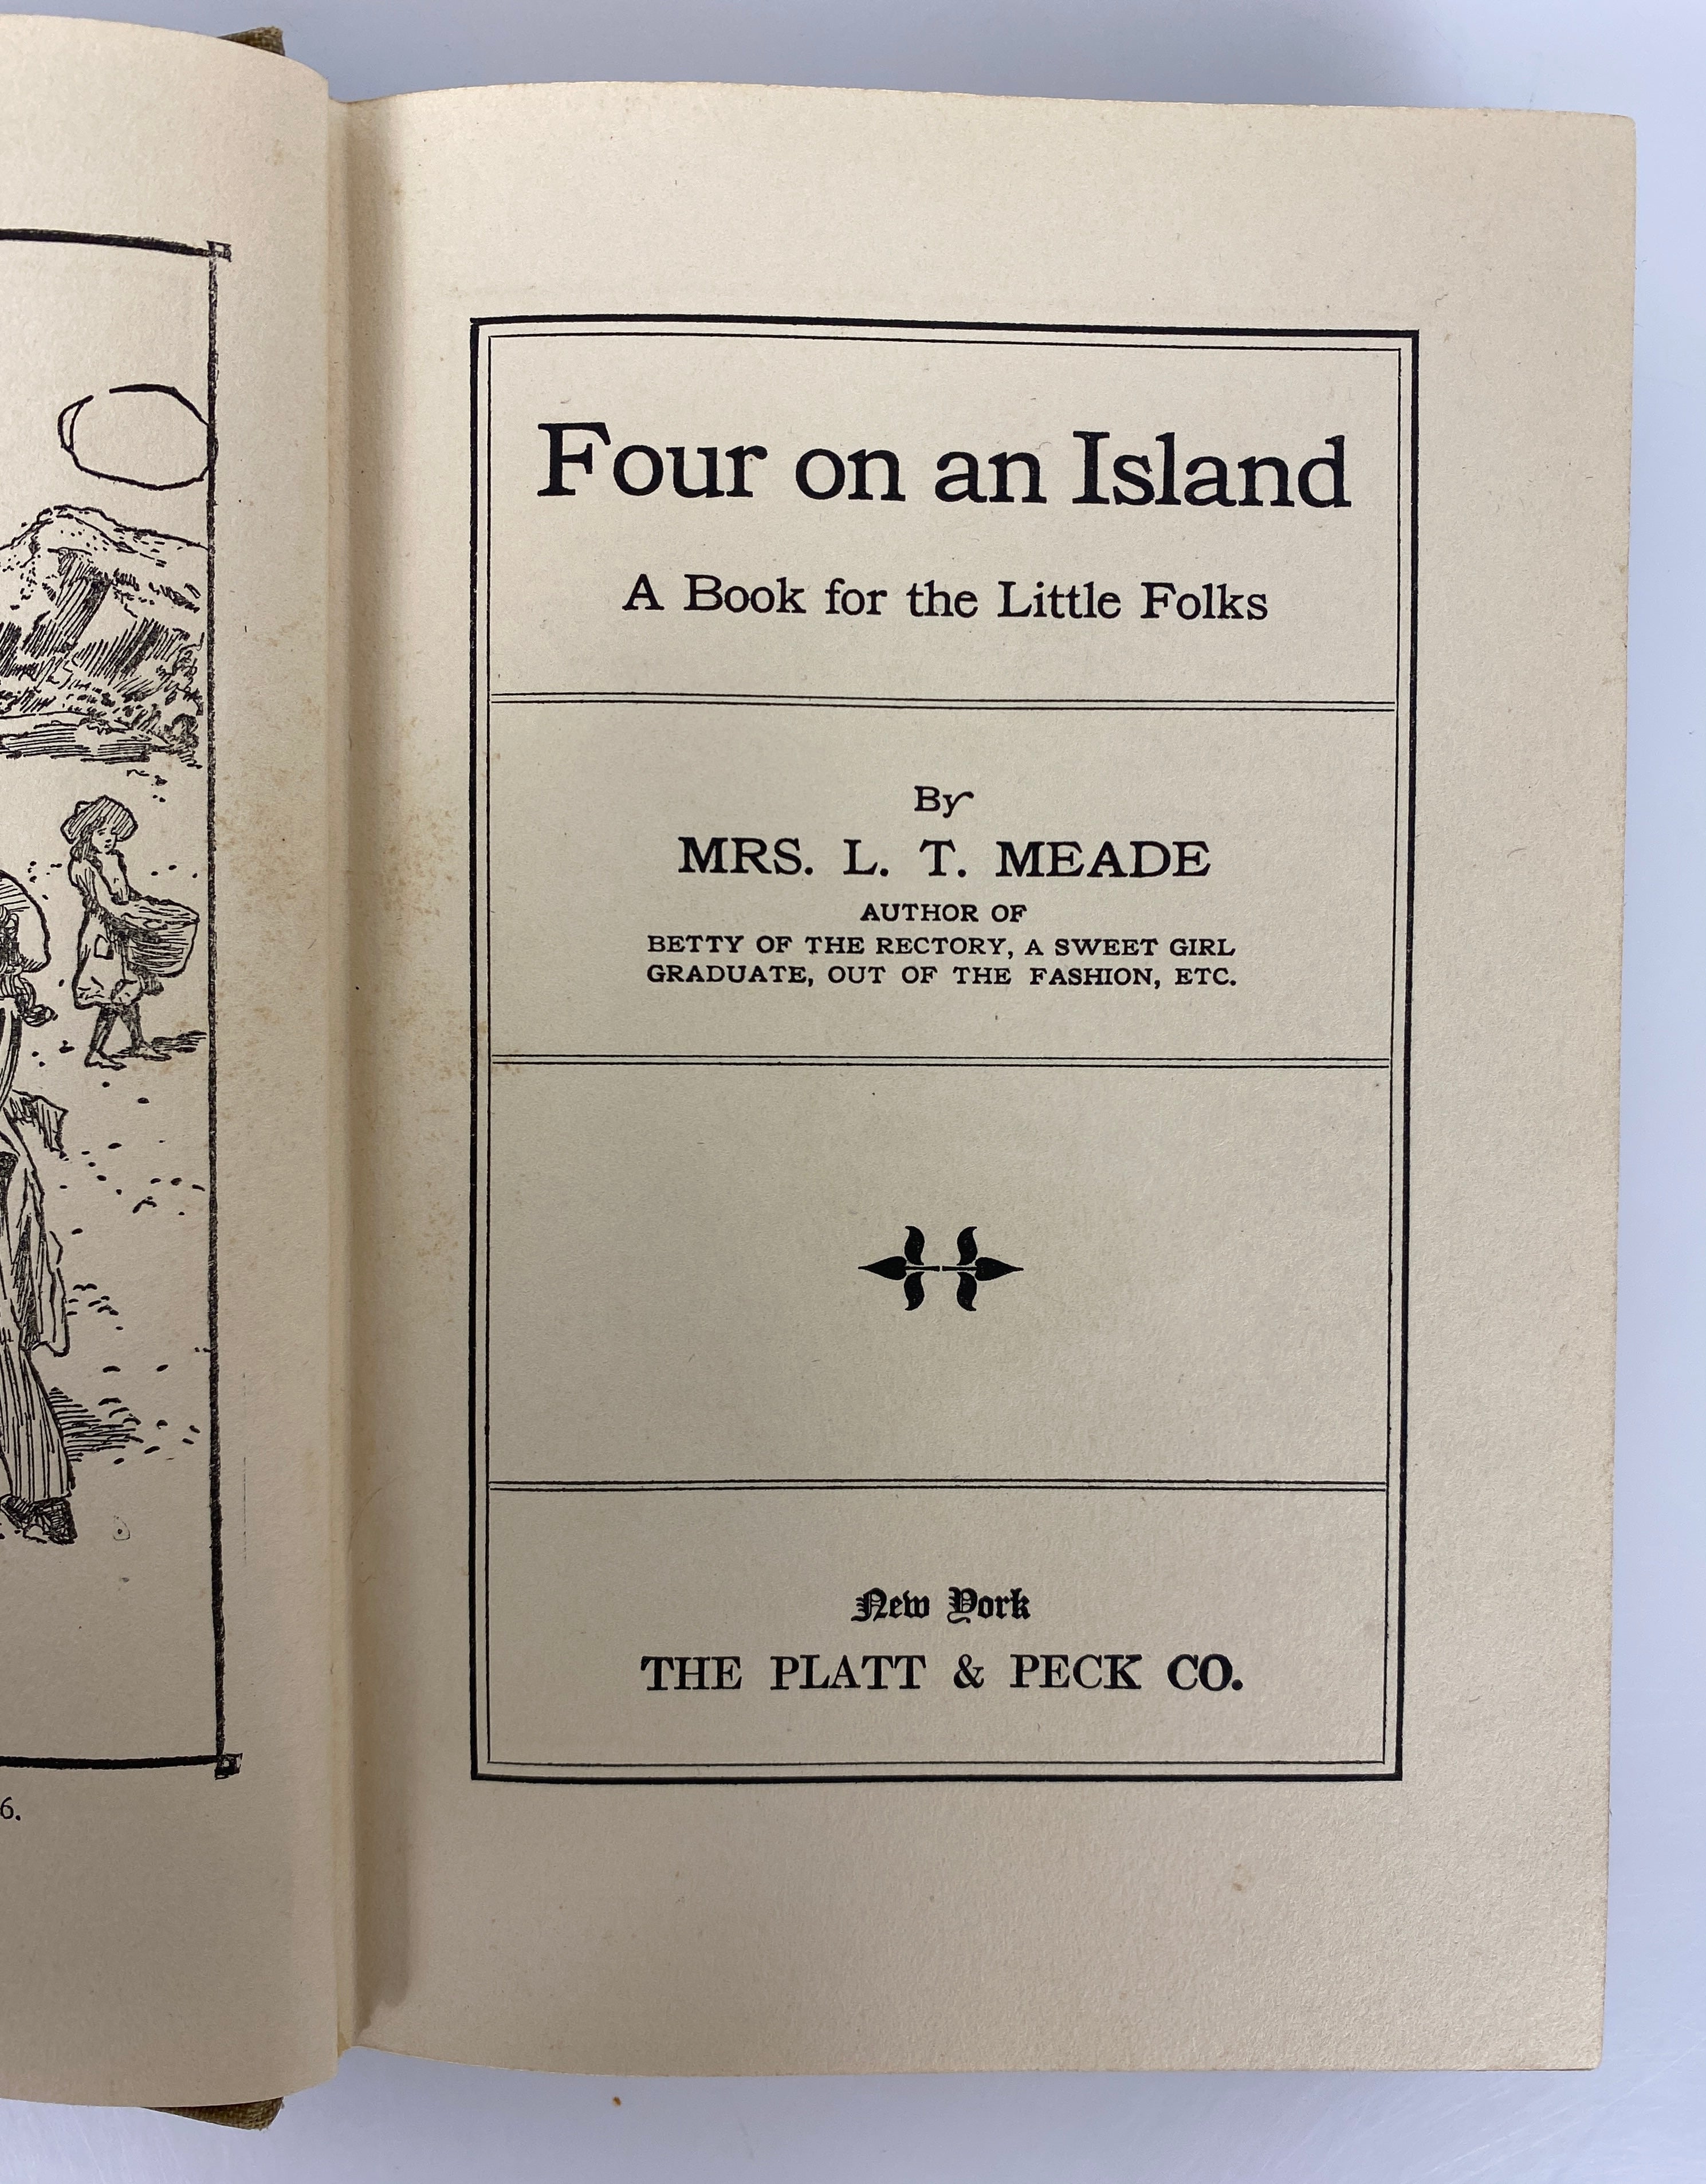 6.
Four on an Island
A Book for the Little Folks
By
MRS. L. T. MEADE
AUTHOR OF
BETTY OF THE RECTORY, A SWEET GIRL
GRADUATE, OUT OF THE FASHION, ETC.
New York
THE PLATT & PECK CO.